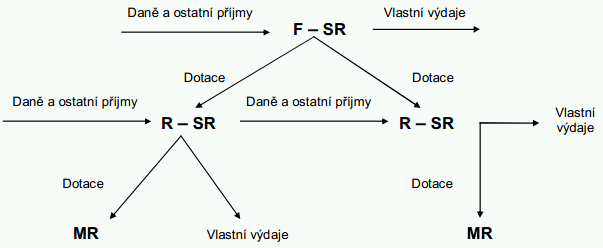 Daně a ostatní příjmy
F – SR
Vlastní výdaje
Dotace
Dotace
Daně a ostatní příjmy
R – SR
Daně a ostatní příjmy
R – SR
Vlastní
výdaje
Dotace
Dotace
MR
Vlastní výdaje
MR